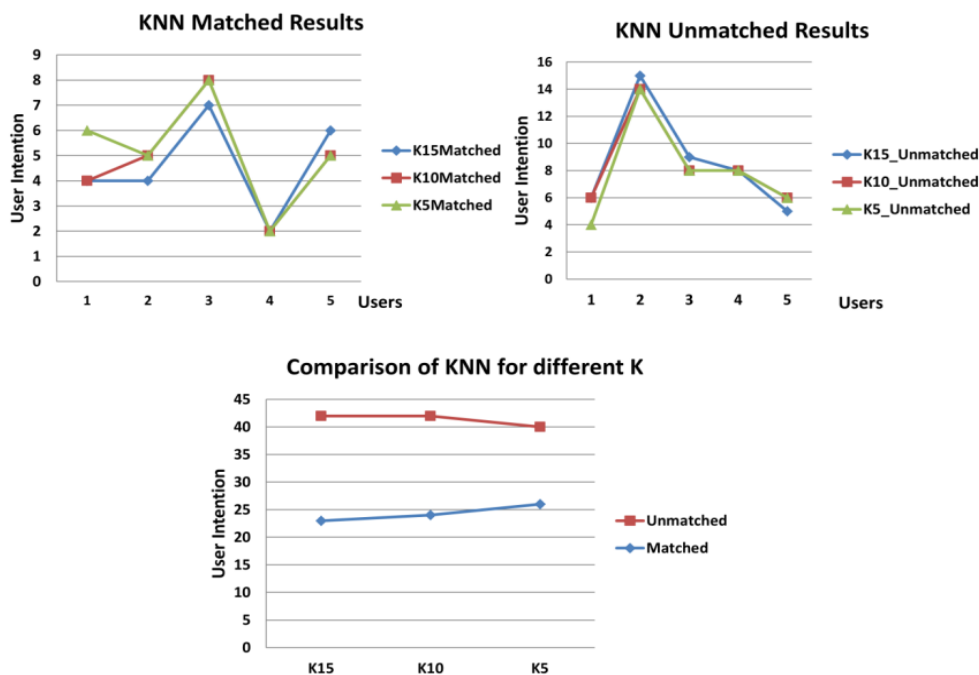 KNN Matched Results
9
8
7
6
5
4
3
2
1
0
User Intention
1 2 3 4 5 Users
K15Matched
K10Matched
K5Matched
KNN Unmatched Results
16
14
12
10
8
6
4
2
0
User Intention
1 2 3 4 5 Users
K15_Unmatched
K10_Unmatched
K5_Unmatched
Comparison of KNN for different K
45
40
35
30
25
20
15
10
5
0
User Intention
K15 K10 K5
Unmatched
Matched